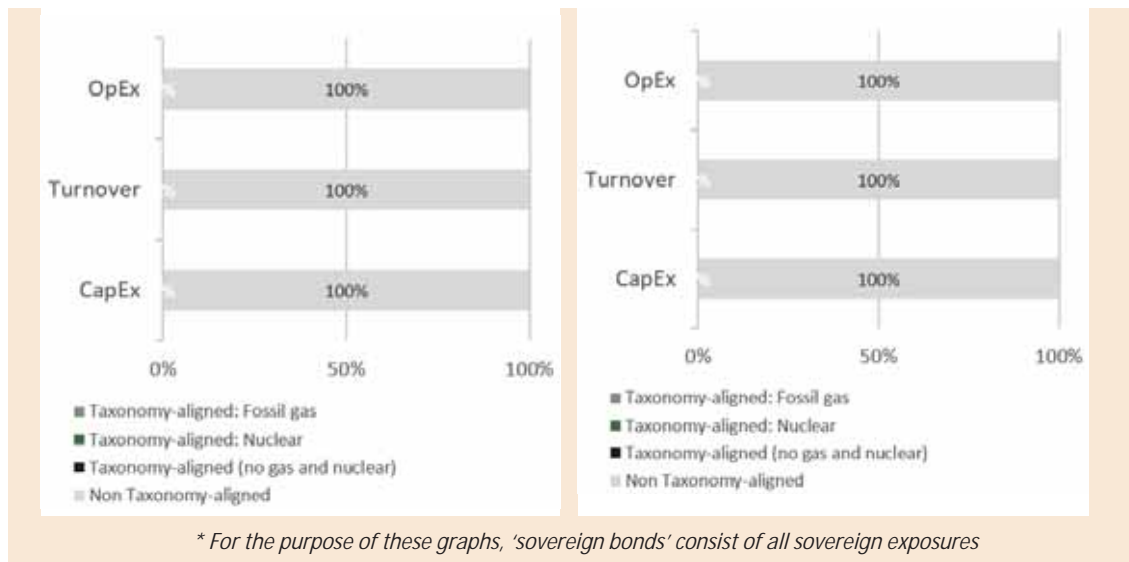 OpEx
100%
Turnover
100%
CapEx
100%
0% 50% 100%
Taxonomy-aligned: Fossil gas
Taxonomy-aligned: Nuclear
Taxonomy-aligned (no gas and nuclear)
Non Taxonomy-aligned
OpEx
100%
Turnover
100%
CapEx
100%
0% 50% 100%
Taxonomy-aligned: Fossil gas
Taxonomy-aligned: Nuclear
Taxonomy-aligned (no gas and nuclear)
Non Taxonomy-aligned
* For the purpose of these graphs, ‘sovereign bonds’ consist of all sovereign exposures